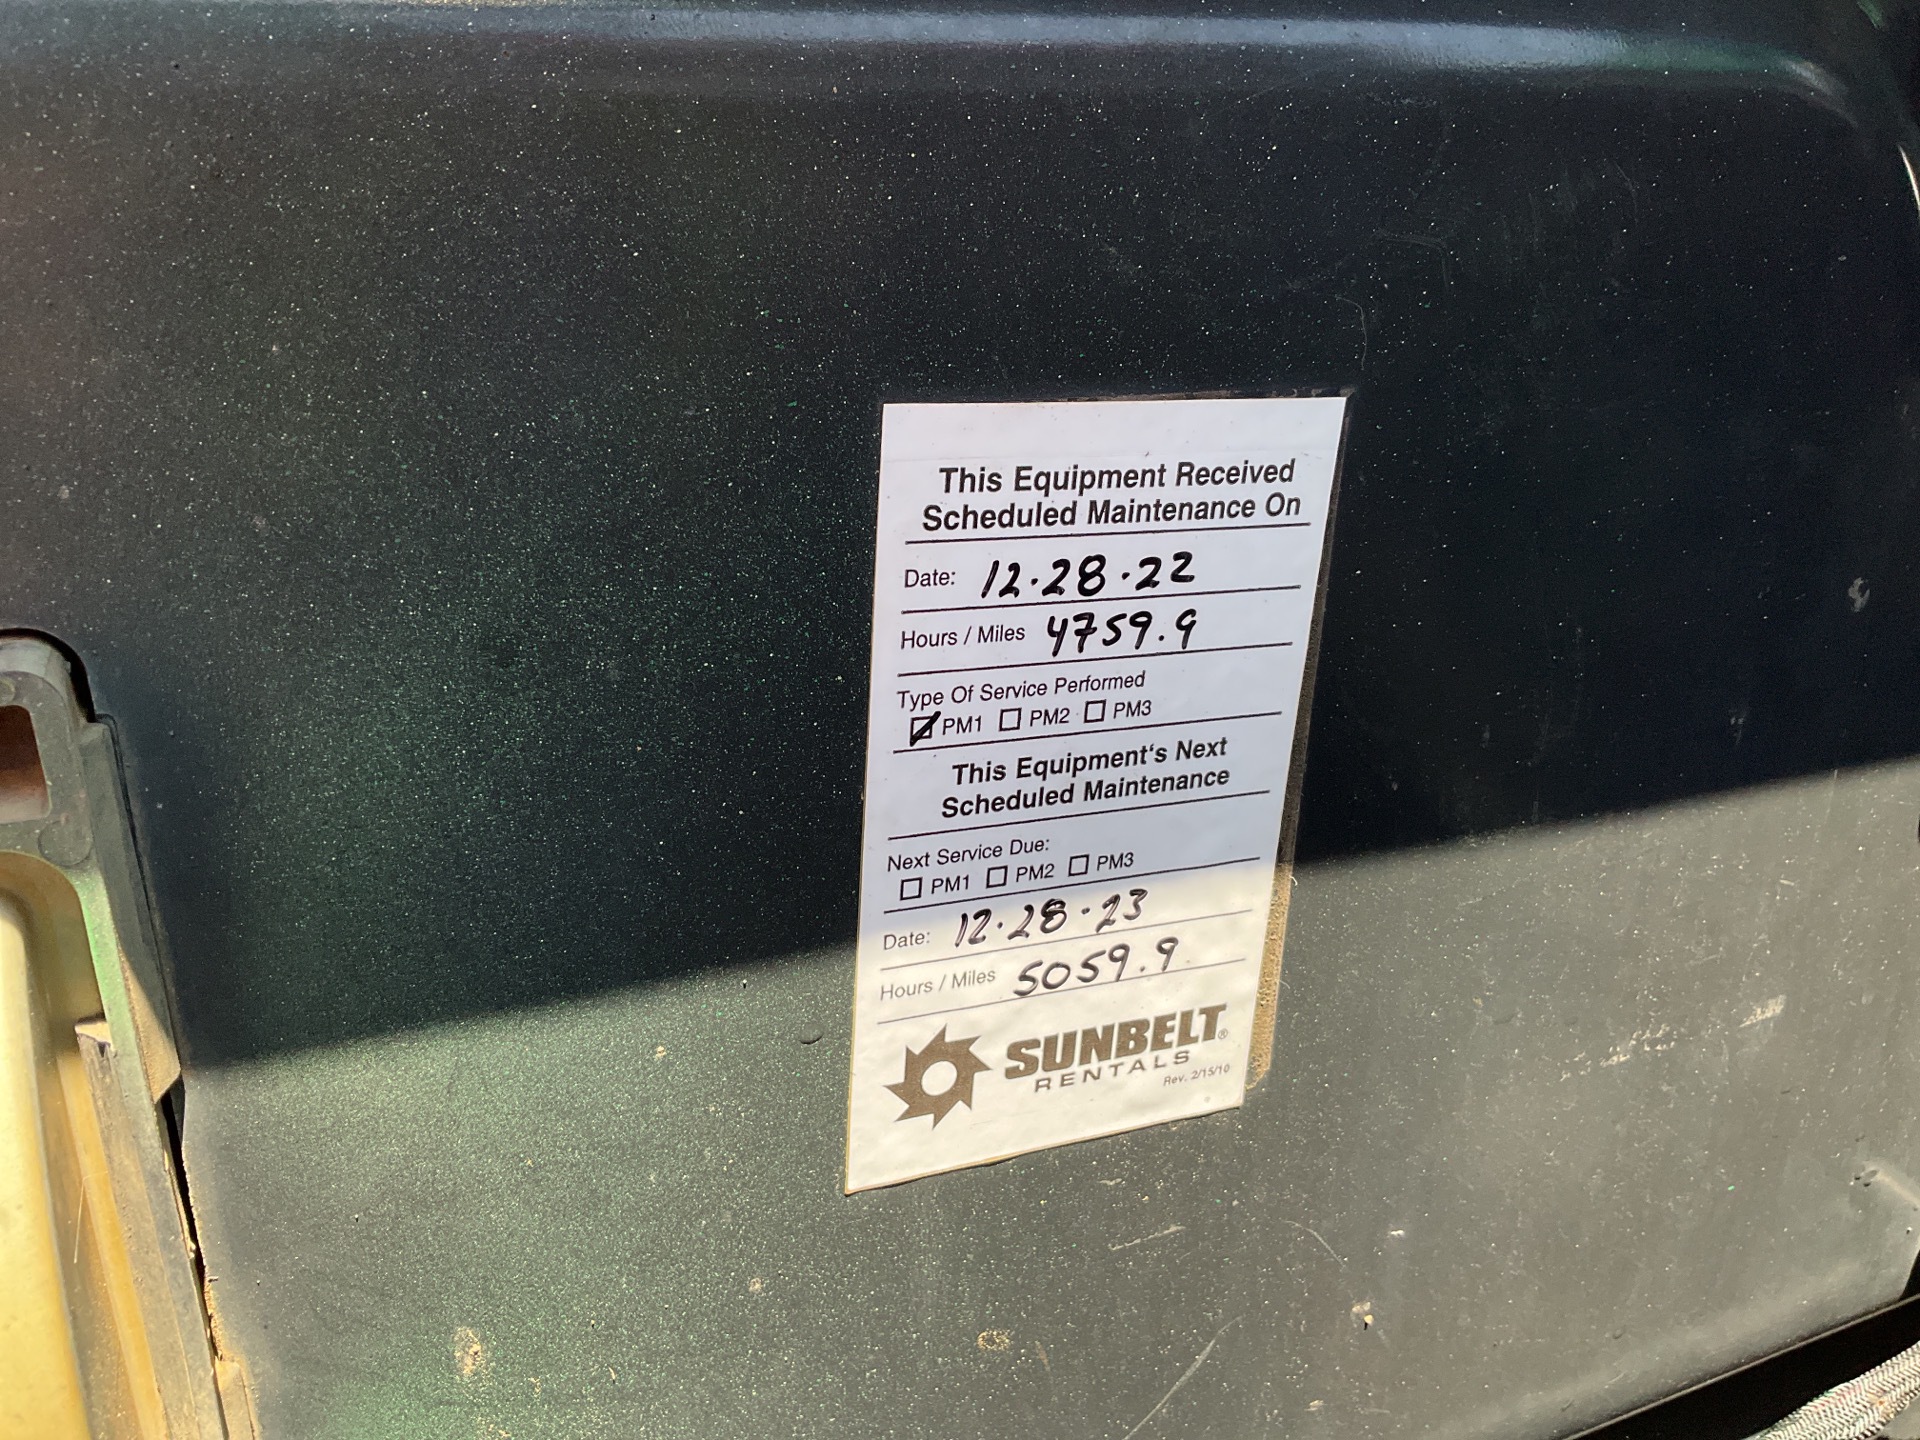 This Equipment Received
Scheduled Maintenance On
Date: 12.28.22
Hours / Miles 4759.9
Type Of Service Performed
PM1 PM2 PM3
This Equipment's Next
Scheduled Maintenance
Next Service Due:
PM1 PM2 PM3
Date: 12.28.23
Hours / Miles 5059.9
SUNBELT®
RENTALS
Rev. 2/15/10